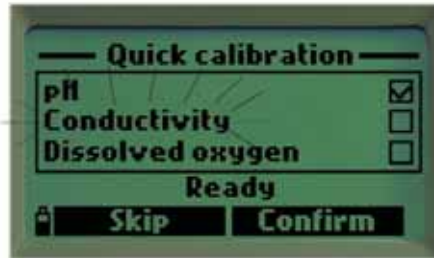 Quick calibration
pH
Conductivity
Dissolved oxygen
Ready
Skip Confirm